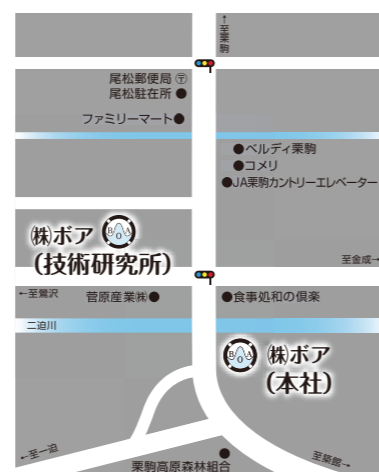 ↑至栗駒
尾松郵便局 〶
尾松駐在所 ●
ファミリーマート●
●ベルディ栗駒
●コメリ
●JA栗駒カントリーエレベーター
㈱ボア BOA
(技術研究所)
至金成→
←至鶯沢
菅原産業㈱●
●食事処和の倶楽
二迫川
BOA ㈱ボア
(本社)
←至一迫
●
栗駒高原森林組合
至築館→